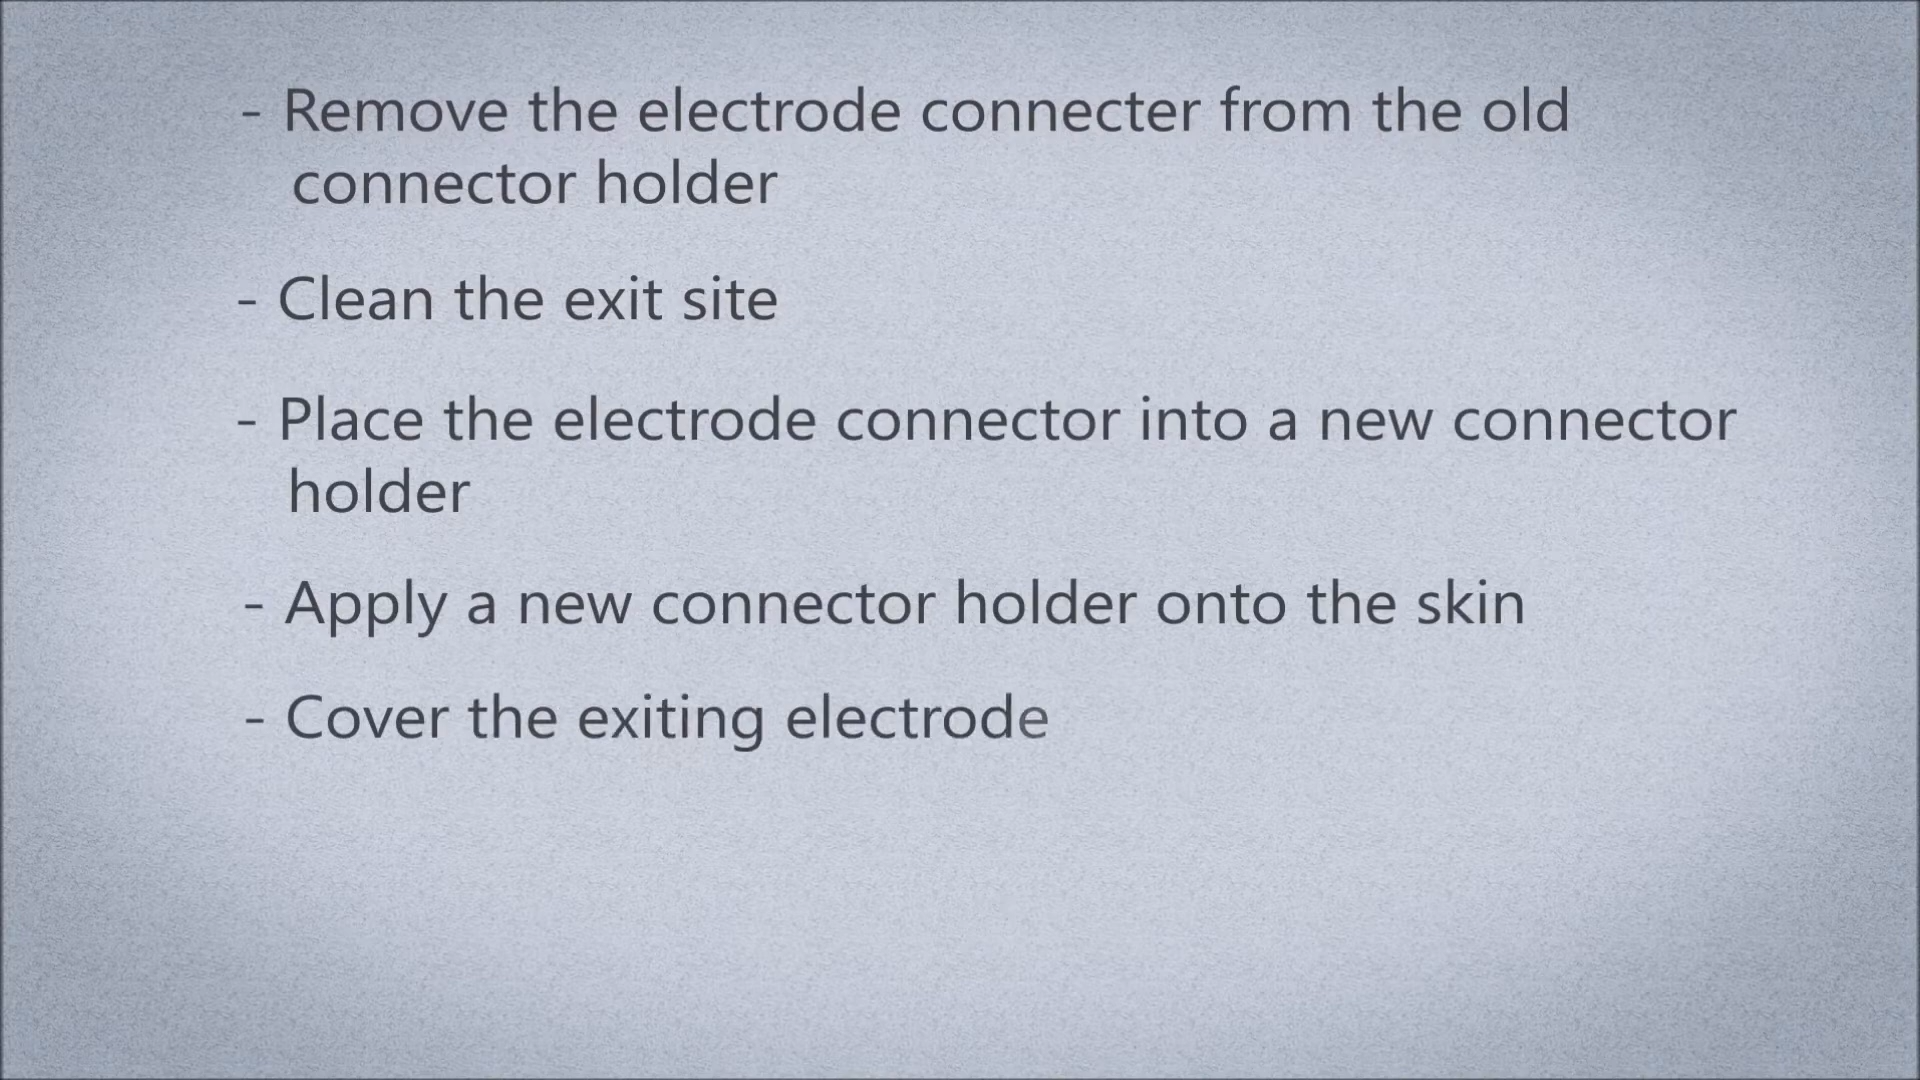 - Remove the electrode connecter from the old
connector holder
- Clean the exit site
- Place the electrode connector into a new connector
holder
- Apply a new connector holder onto the skin
- Cover the exiting electrode